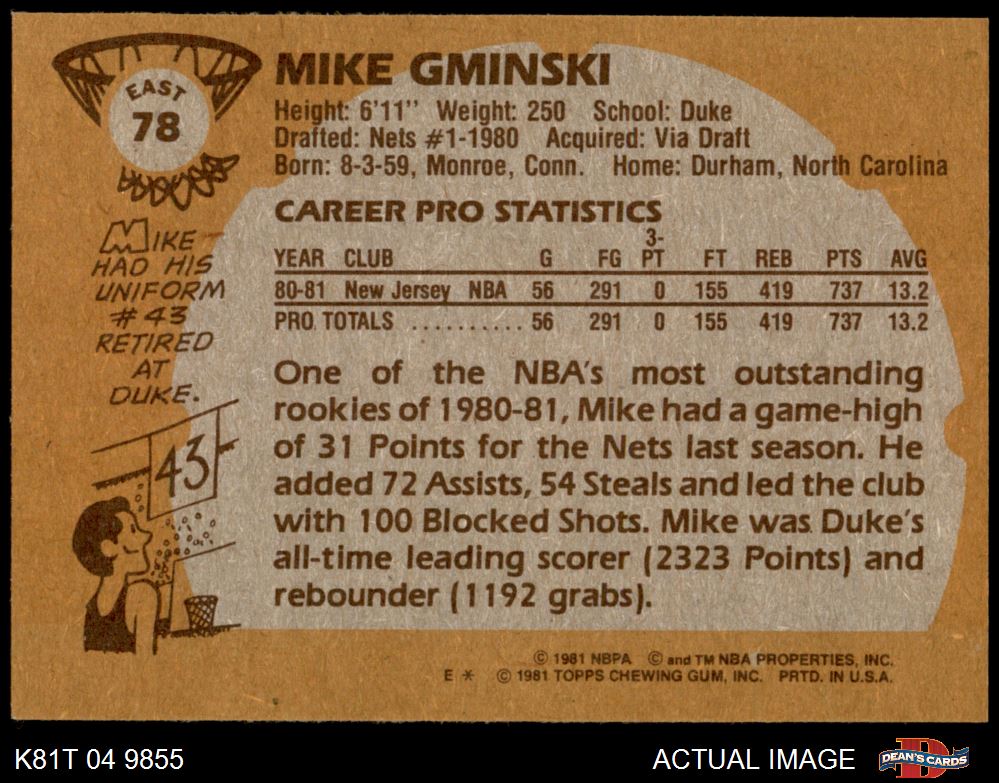 EAST
78
MIKE GMINSKI
Height: 6'11" Weight: 250 School: Duke
Drafted: Nets #1-1980 Acquired: Via Draft
Born: 8-3-59, Monroe, Conn. Home: Durham, North Carolina
MIKE
HAD HIS
UNIFORM
#43
RETIRED
AT
DUKE.
43
CAREER PRO STATISTICS
YEAR CLUB G FG 3-PT FT REB PTS AVG
80-81 New Jersey NBA 56 291 0 155 419 737 13.2
PRO TOTALS .......... 56 291 0 155 419 737 13.2
One of the NBA's most outstanding
rookies of 1980-81, Mike had a game-high
of 31 Points for the Nets last season. He
added 72 Assists, 54 Steals and led the club
with 100 Blocked Shots. Mike was Duke's
all-time leading scorer (2323 Points) and
rebounder (1192 grabs).
© 1981 NBPA © and TM NBA PROPERTIES, INC.
E * © 1981 TOPPS CHEWING GUM, INC. PRTD. IN U.S.A.
K81T 04 9855
ACTUAL IMAGE
DEAN'S CARDS